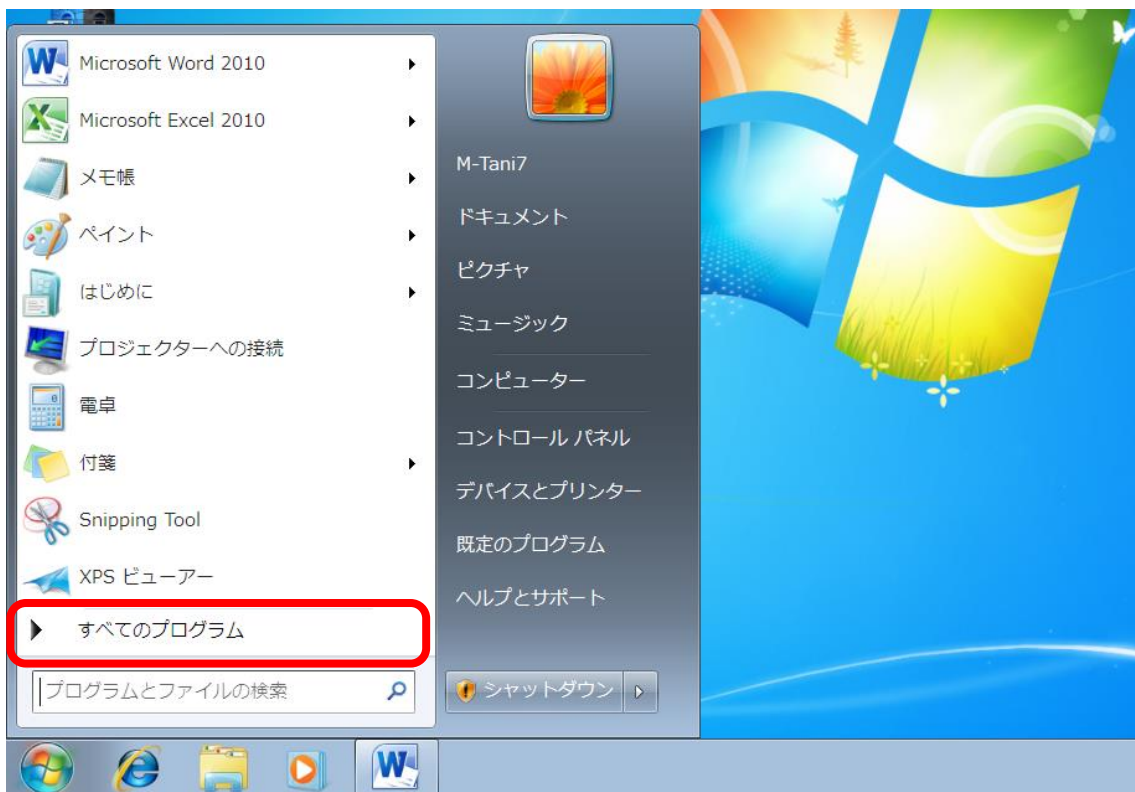 Microsoft Word 2010
Microsoft Excel 2010
メモ帳
ペイント
はじめに
プロジェクターへの接続
電卓
付箋
Snipping Tool
XPS ビューアー
すべてのプログラム
プログラムとファイルの検索
M-Tani7
ドキュメント
ピクチャ
ミュージック
コンピューター
コントロール パネル
デバイスとプリンター
既定のプログラム
ヘルプとサポート
シャットダウン